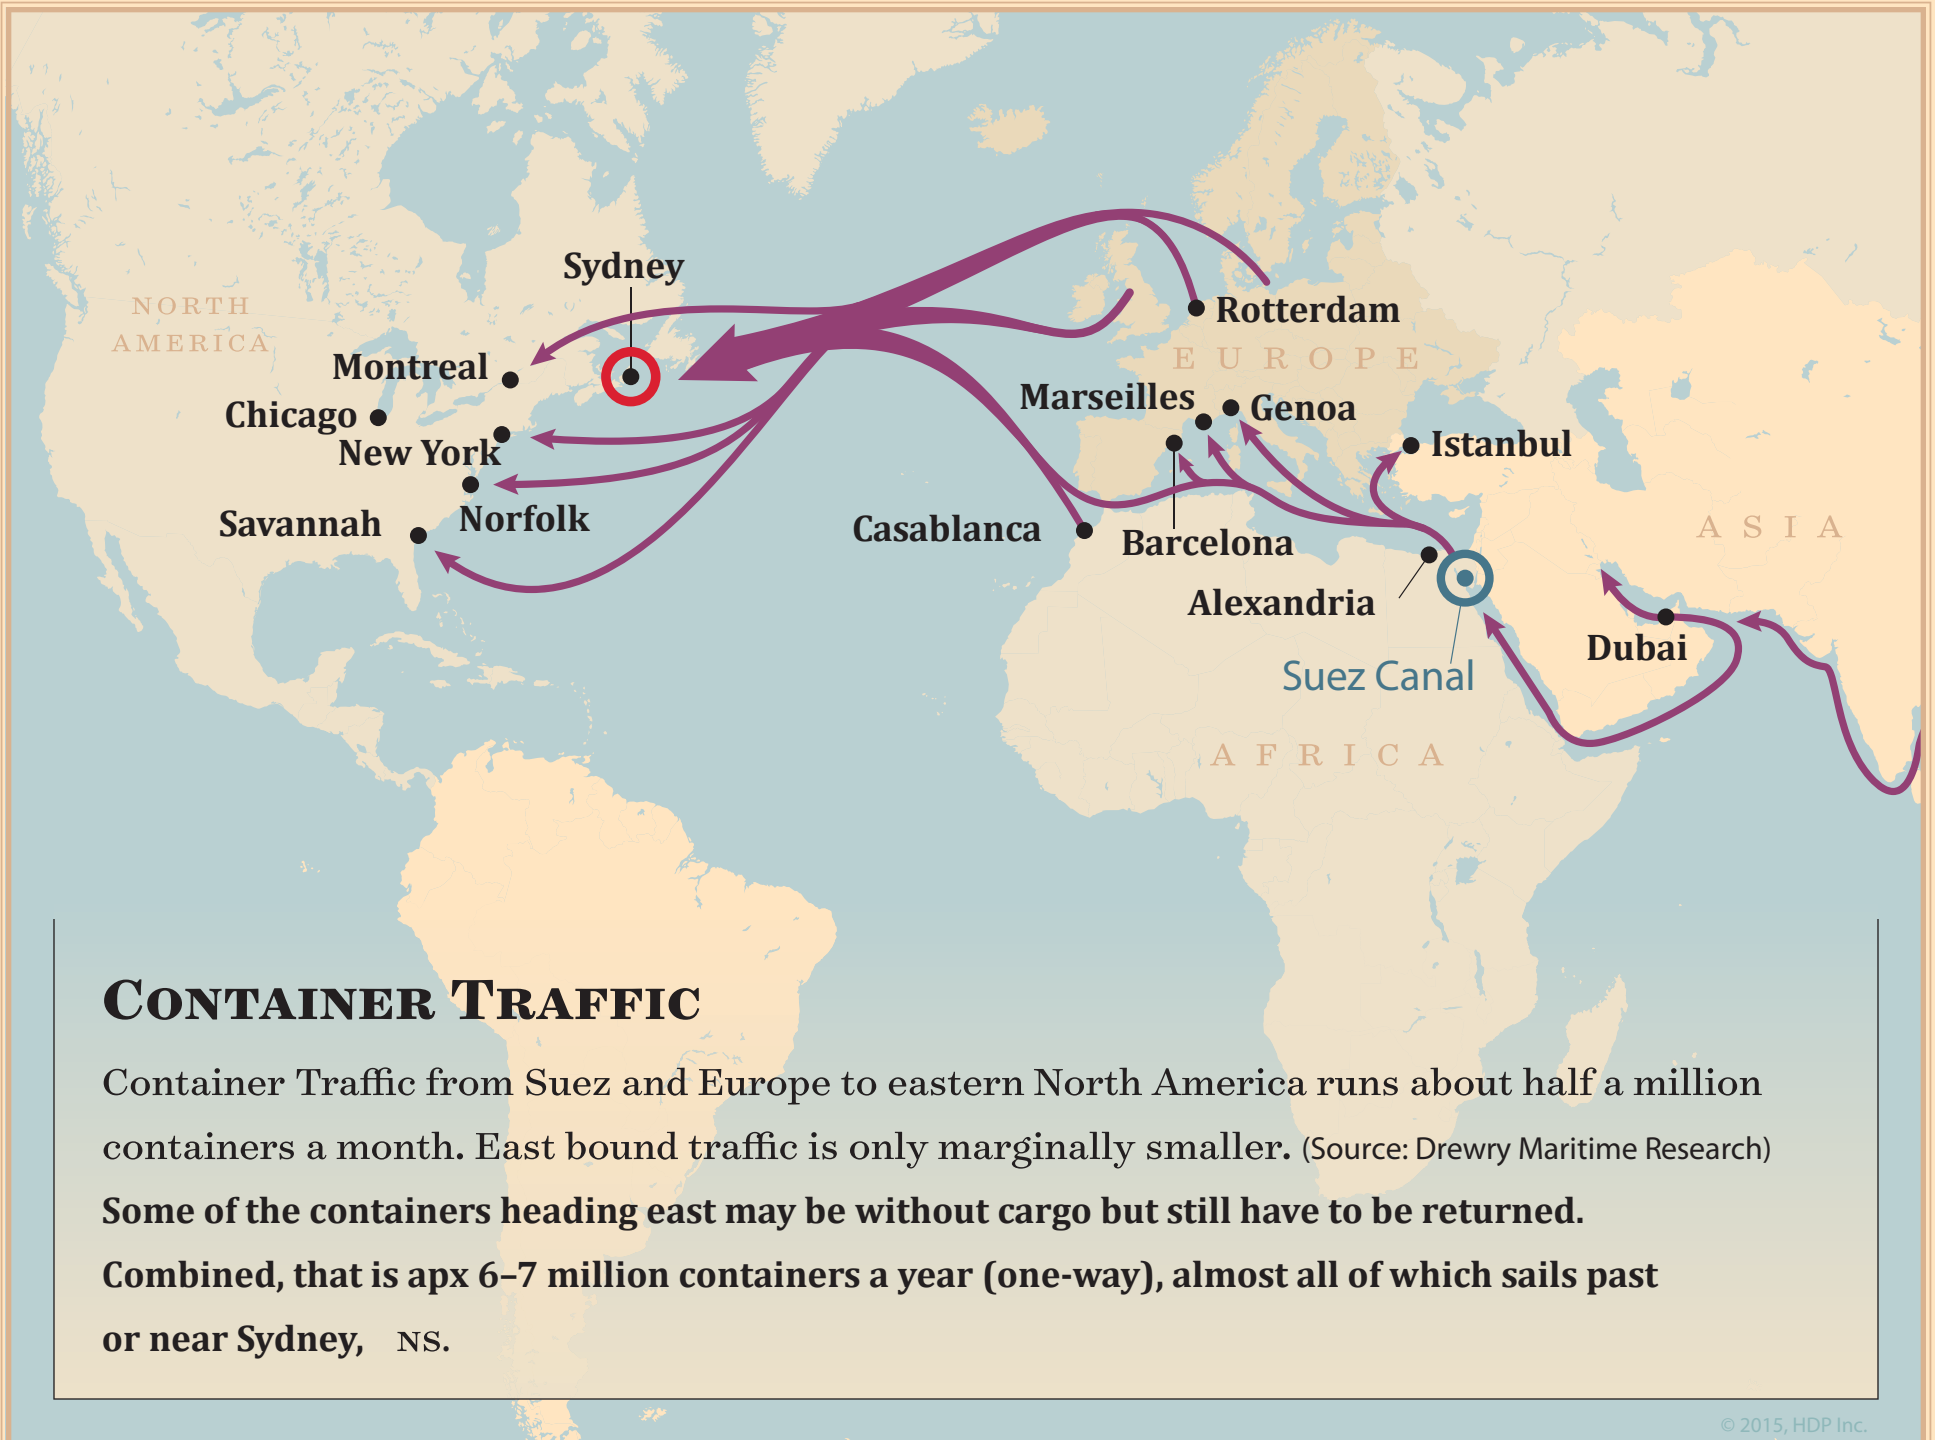 Sydney
NORTH
AMERICA
Montreal
Chicago
New York
Norfolk
Savannah
Rotterdam
EUROPE
Marseilles
Genoa
Istanbul
Casablanca
Barcelona
ASIA
Alexandria
Dubai
Suez Canal
AFRICA
CONTAINER TRAFFIC
Container Traffic from Suez and Europe to eastern North America runs about half a million
containers a month. East bound traffic is only marginally smaller. (Source: Drewry Maritime Research)
Some of the containers heading east may be without cargo but still have to be returned.
Combined, that is apx 6–7 million containers a year (one-way), almost all of which sails past
or near Sydney, NS.
© 2015, HDP Inc.